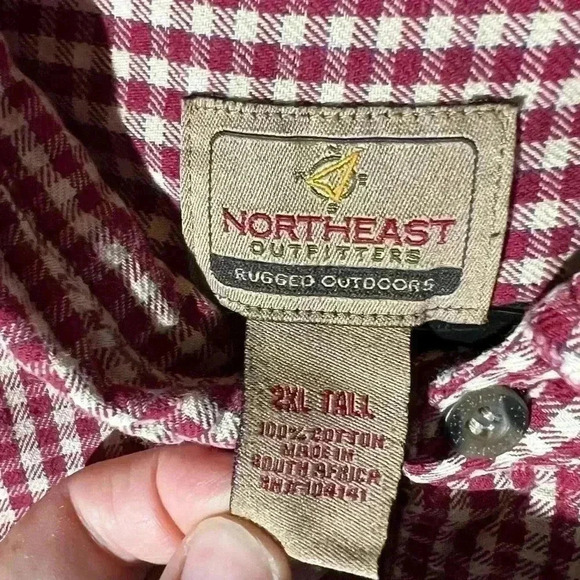 N
E
S
NORTHEAST
OUTFITTERS
RUGGED OUTDOORS
2XL TALL
100% COTTON
MADE IN
SOUTH AFRICA